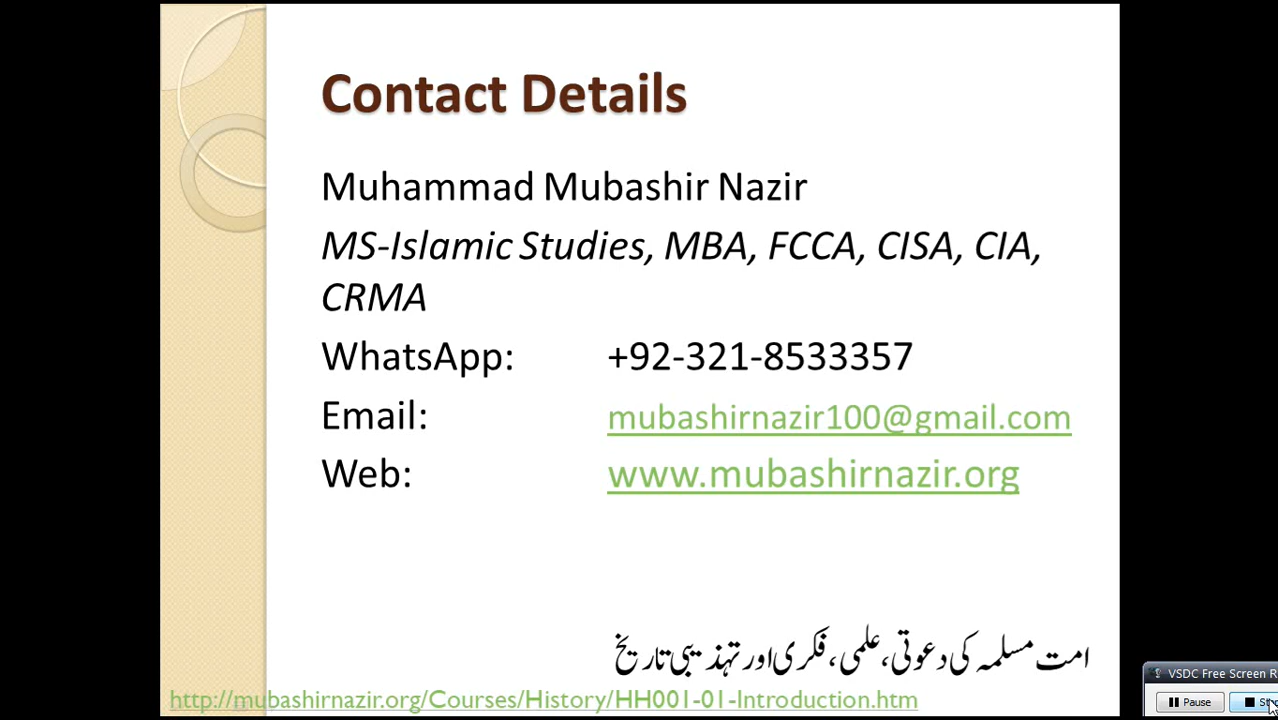 Contact Details
Muhammad Mubashir Nazir
MS-Islamic Studies, MBA, FCCA, CISA, CIA,
CRMA
WhatsApp: +92-321-8533357
Email: mubashirnazir100@gmail.com
Web: www.mubashirnazir.org
امت مسلمہ کی دعوتی، علمی، فکری اور تہذیبی تاریخ
http://mubashirnazir.org/Courses/History/HH001-01-Introduction.htm
VSDC Free Screen R
Pause